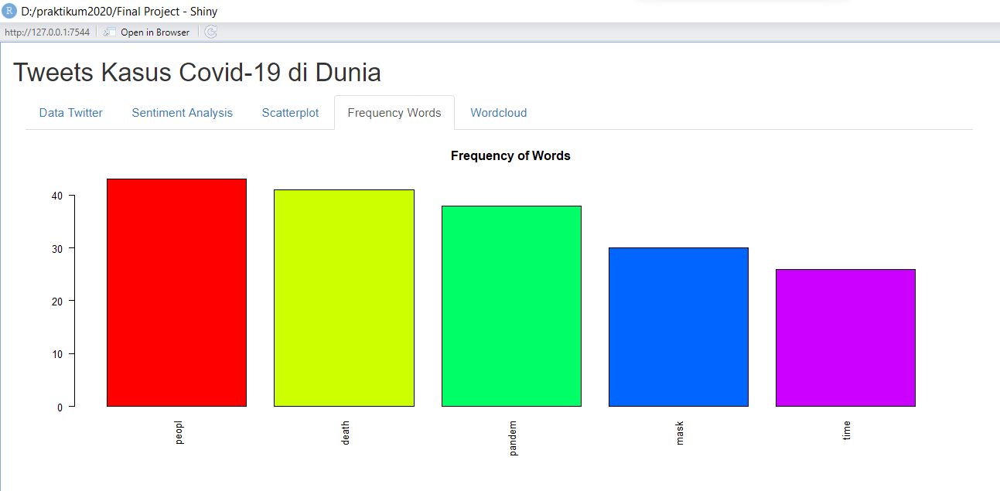 D:/praktikum2020/Final Project - Shiny
http://127.0.0.1:7544 Open in Browser
Tweets Kasus Covid-19 di Dunia
Data Twitter Sentiment Analysis Scatterplot Frequency Words Wordcloud
Frequency of Words
40
30
20
10
0
peopl death pandem mask time